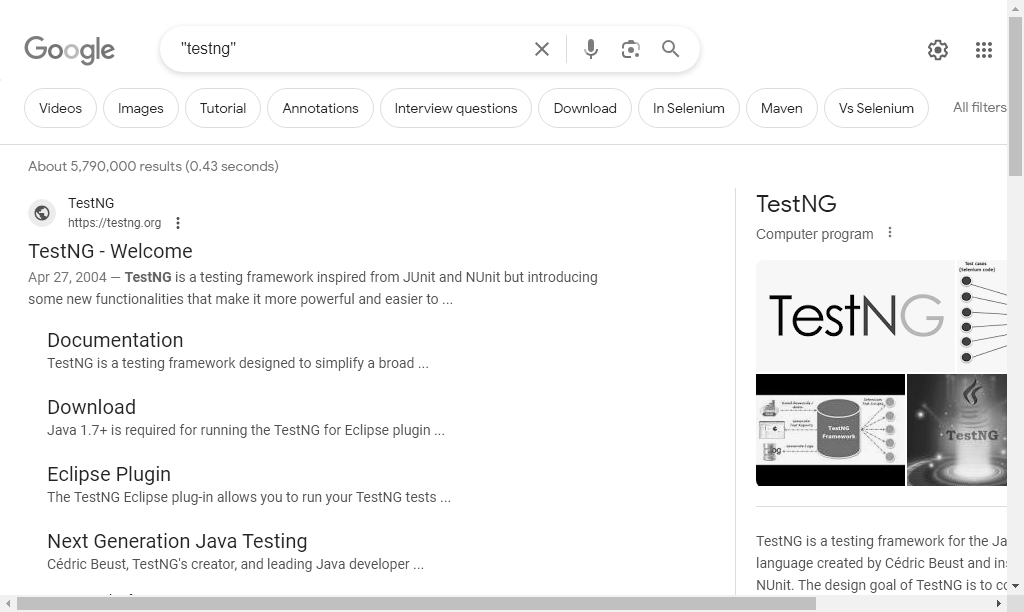 Google
"testng"
Videos
Images
Tutorial
Annotations
Interview questions
Download
In Selenium
Maven
Vs Selenium
All filters
About 5,790,000 results (0.43 seconds)
TestNG
https://testng.org
TestNG - Welcome
Apr 27, 2004 — TestNG is a testing framework inspired from JUnit and NUnit but introducing
some new functionalities that make it more powerful and easier to ...
Documentation
TestNG is a testing framework designed to simplify a broad ...
Download
Java 1.7+ is required for running the TestNG for Eclipse plugin ...
Eclipse Plugin
The TestNG Eclipse plug-in allows you to run your TestNG tests ...
Next Generation Java Testing
Cédric Beust, TestNG's creator, and leading Java developer ...
TestNG
Computer program
TestNG
Test cases
(Selenium code)
TestNG
Framework
TestNG
TestNG is a testing framework for the Ja
language created by Cédric Beust and ins
NUnit. The design goal of TestNG is to co